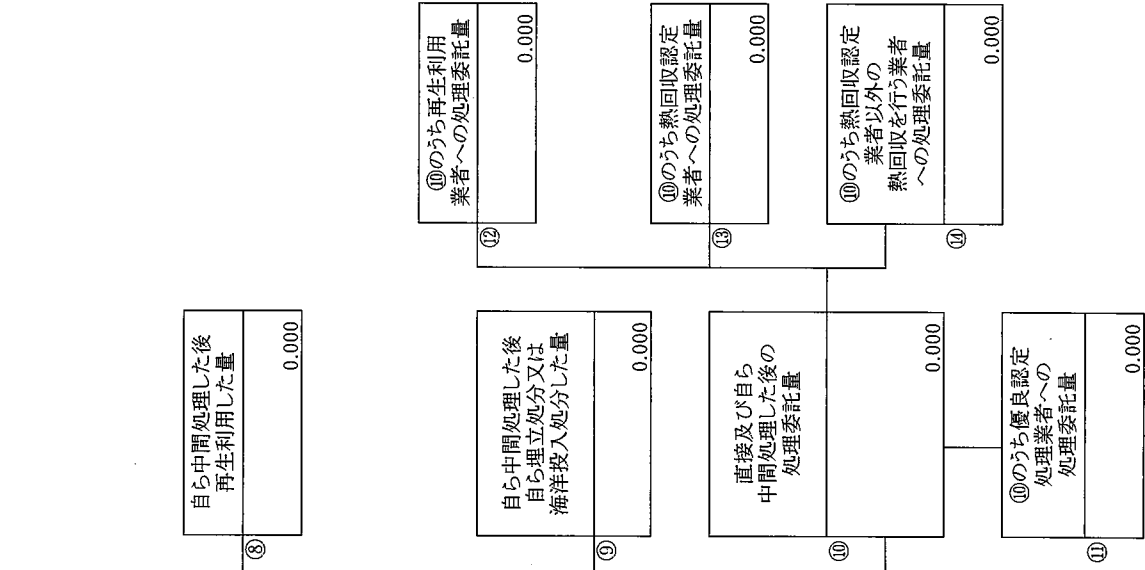 自ら中間処理した後
再生利用した量
0.000
⑧
自ら中間処理した後
自ら埋立処分又は
海洋投入処分した量
0.000
⑨
直接及び自ら
中間処理した後の
処理委託量
0.000
⑩
⑩のうち優良認定
処理業者への
処理委託量
0.000
⑪
⑩のうち再生利用
業者への処理委託量
0.000
⑫
⑩のうち熱回収認定
業者への処理委託量
0.000
⑬
⑩のうち熱回収認定
業者以外の
熱回収を行う業者
への処理委託量
0.000
⑭